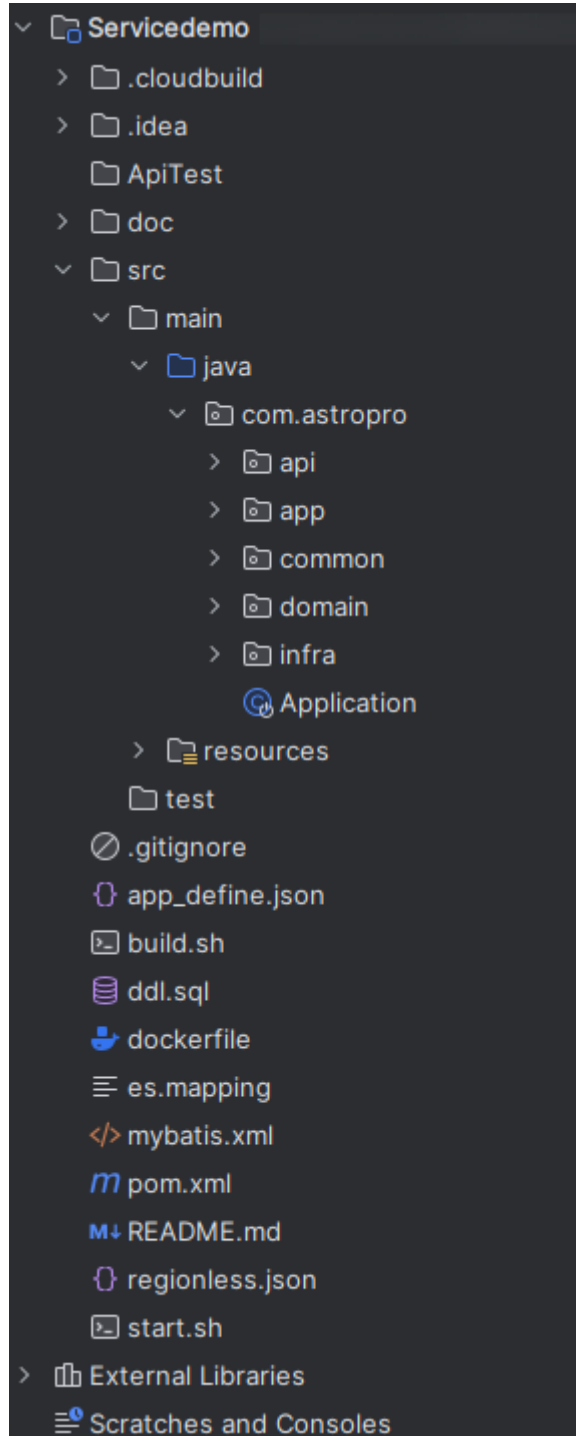 Servicedemo
.cloudbuild
.idea
ApiTest
doc
src
main
java
com.astropro
api
app
common
domain
infra
Application
resources
test
.gitignore
app_define.json
build.sh
ddl.sql
dockerfile
es.mapping
mybatis.xml
m pom.xml
M↓ README.md
regionless.json
start.sh
External Libraries
Scratches and Consoles